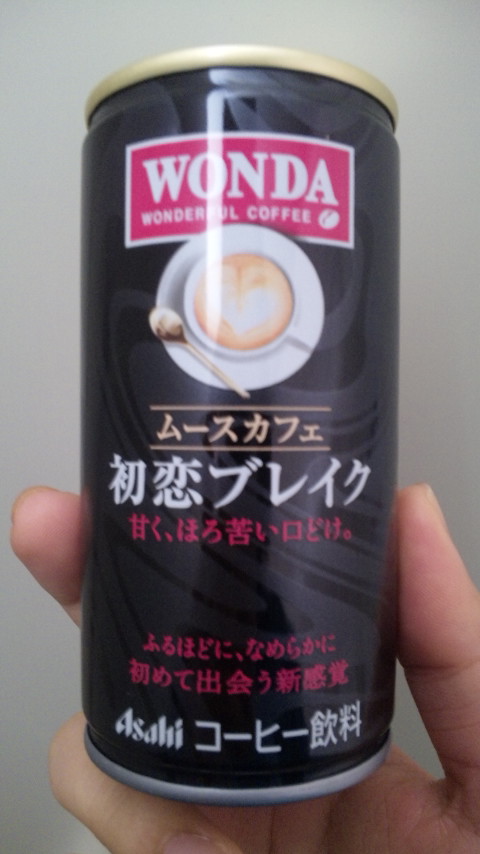 WONDA
WONDERFUL COFFEE
ムースカフェ
初恋ブレイク
甘く、ほろ苦い口どけ。
ふるほどに、なめらかに
初めて出会う新感覚
Asahi コーヒー飲料